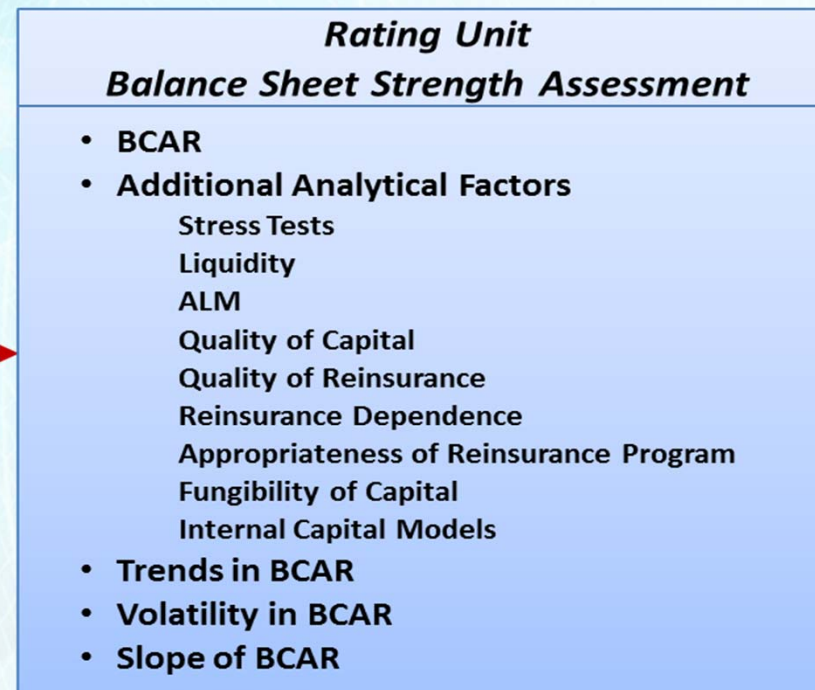 Rating Unit
Balance Sheet Strength Assessment
• BCAR
• Additional Analytical Factors
Stress Tests
Liquidity
ALM
Quality of Capital
Quality of Reinsurance
Reinsurance Dependence
Appropriateness of Reinsurance Program
Fungibility of Capital
Internal Capital Models
• Trends in BCAR
• Volatility in BCAR
• Slope of BCAR